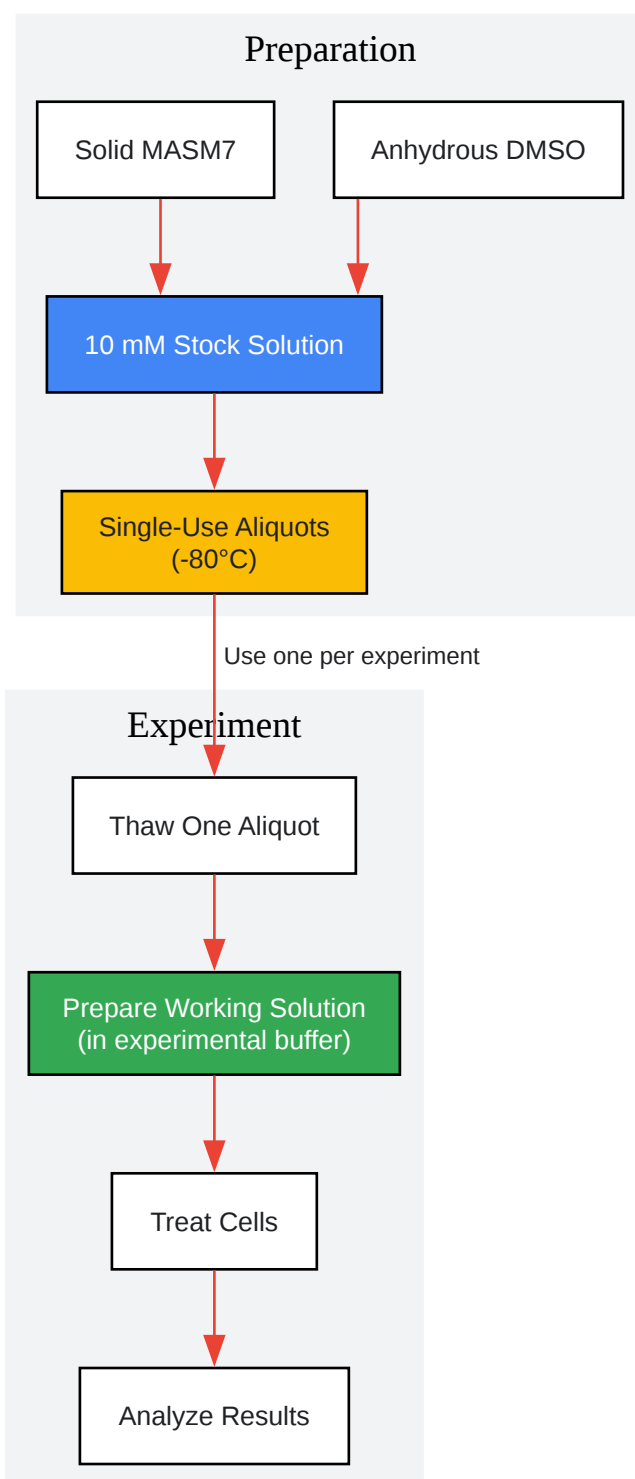 Preparation
Solid MASM7
Anhydrous DMSO
10 mM Stock Solution
Single-Use Aliquots
(-80°C)
Use one per experiment
Experiment
Thaw One Aliquot
Prepare Working Solution
(in experimental buffer)
Treat Cells
Analyze Results